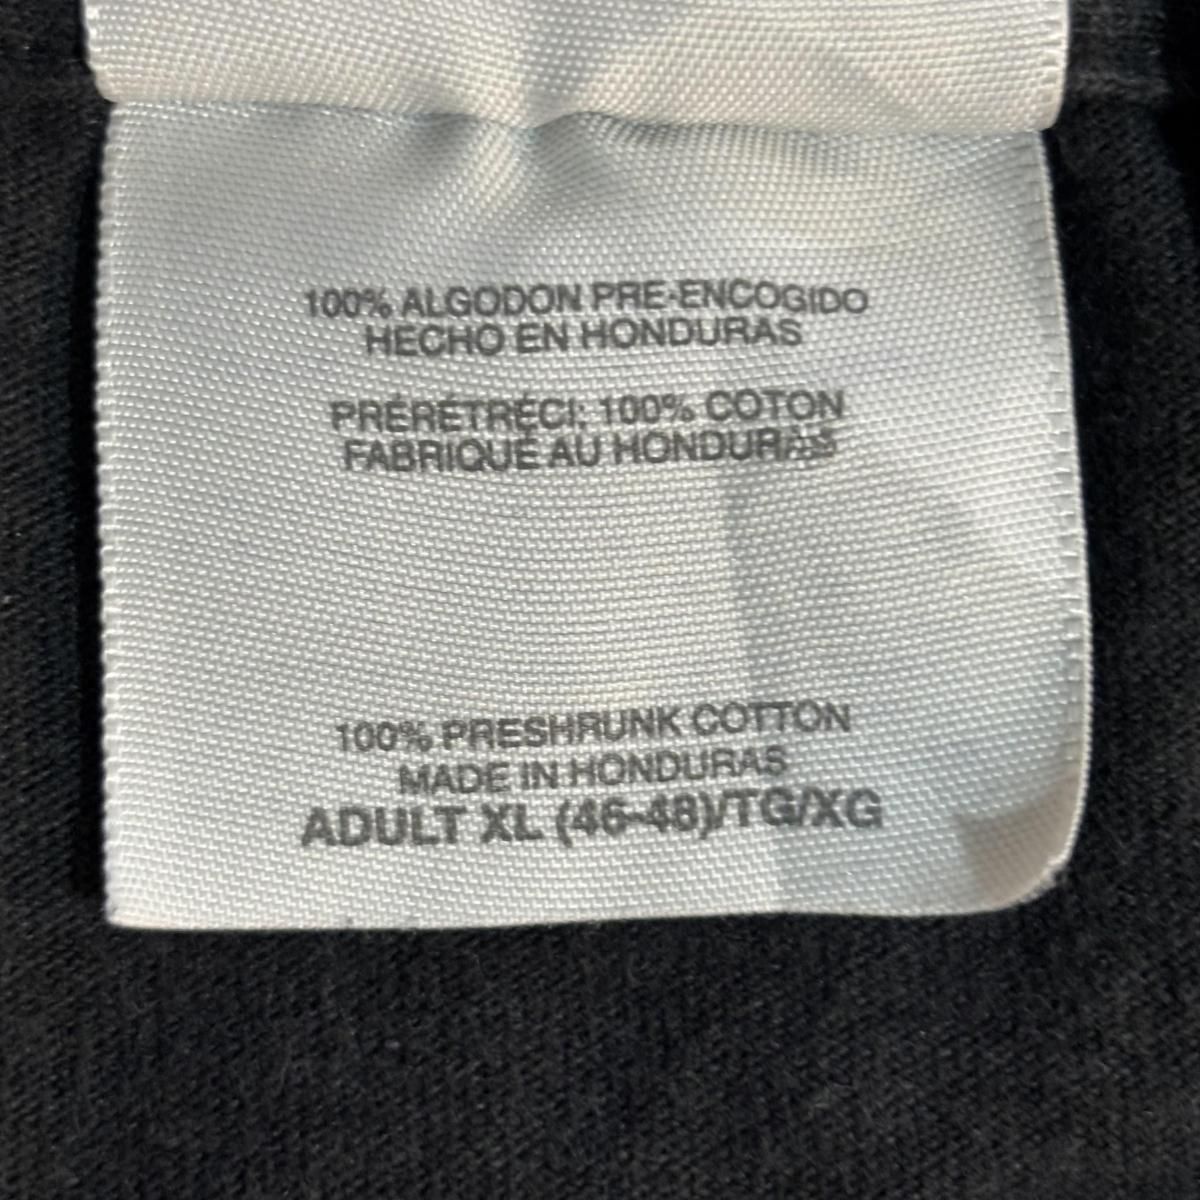 100% ALGODON PRE-ENCOGIDO
HECHO EN HONDURAS
PRÉRÉTRÉCI: 100% COTON
FABRIQUÉ AU HONDURAS
100% PRESHRUNK COTTON
MADE IN HONDURAS
ADULT XL (46-48)/TG/XG